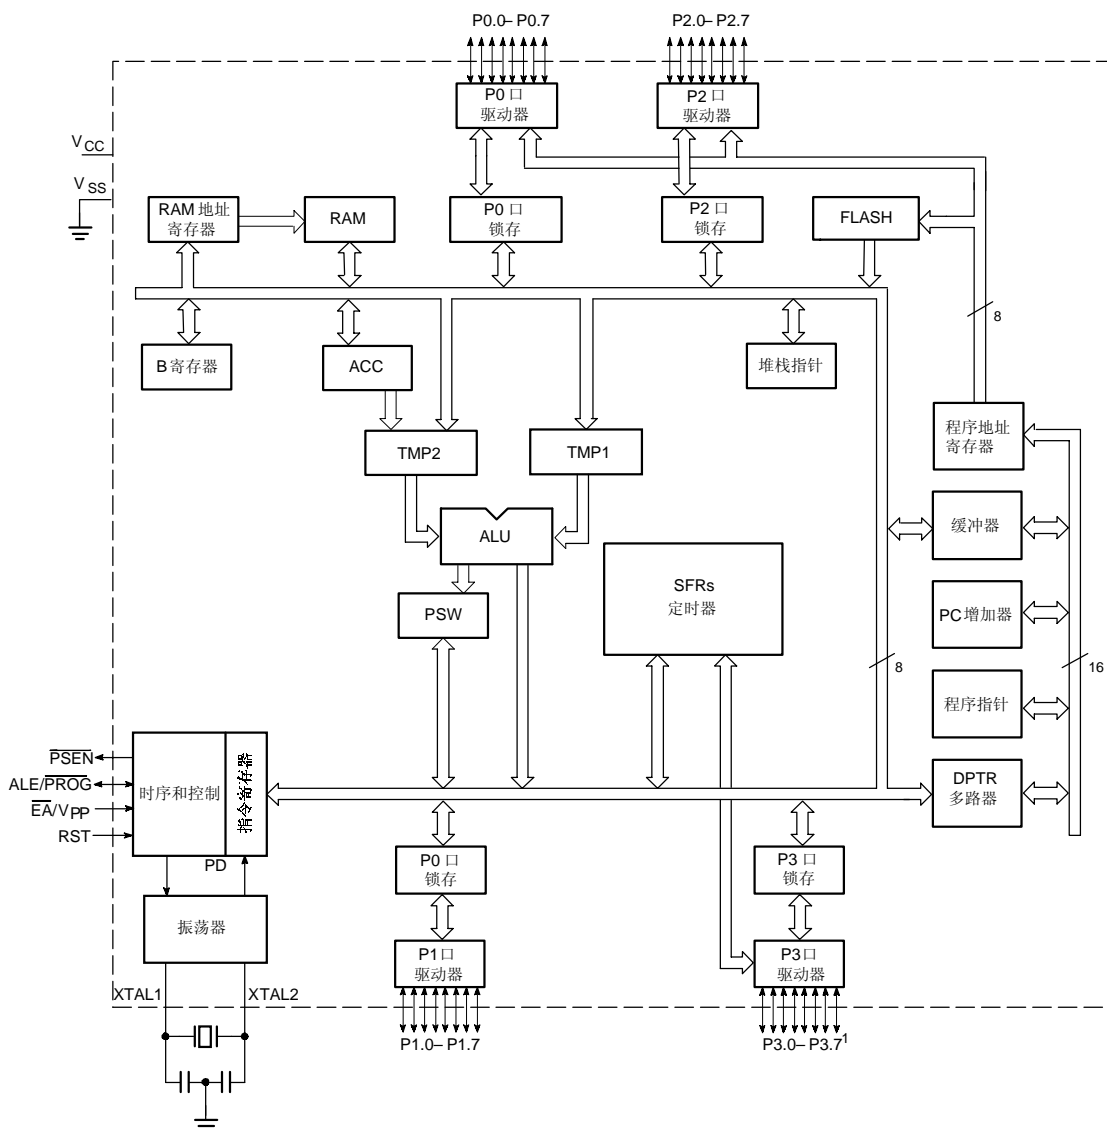 P0.0– P0.7
P2.0– P2.7
P0 口
驱动器
P2 口
驱动器
VCC
VSS
RAM 地址
寄存器
RAM
P0 口
锁存
P2 口
锁存
FLASH
8
B 寄存器
ACC
堆栈指针
程序地址
寄存器
TMP2
TMP1
ALU
缓冲器
SFRs
定时器
PSW
PC 增加器
8
16
程序指针
PSEN
ALE/PROG
EA/VPP
RST
时序和控制
指令寄存器
DPTR
多路器
PD
P0 口
锁存
P3 口
锁存
振荡器
P1口
驱动器
P3口
驱动器
XTAL1
XTAL2
P1.0– P1.7
P3.0– P3.7¹